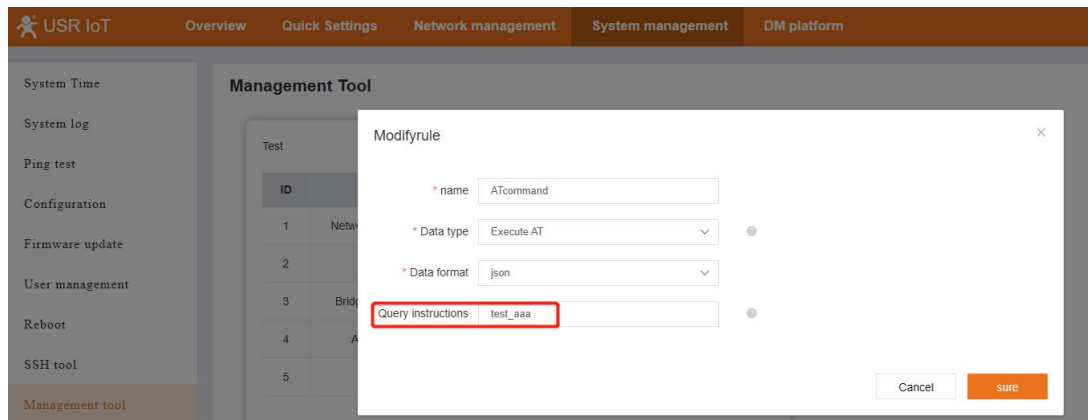 USR IoT Overview Quick Settings Network management System management DM platform
System Time
Management Tool
System log
Modifyrule
Test
Ping test
ID
* name ATcommand
Configuration
1 Netw
* Data type Execute AT
Firmware update
2
* Data format json
User management
3 Bridg
Query instructions test_aaa
Reboot
4 A
SSH tool
5
Cancel sure
Management tool